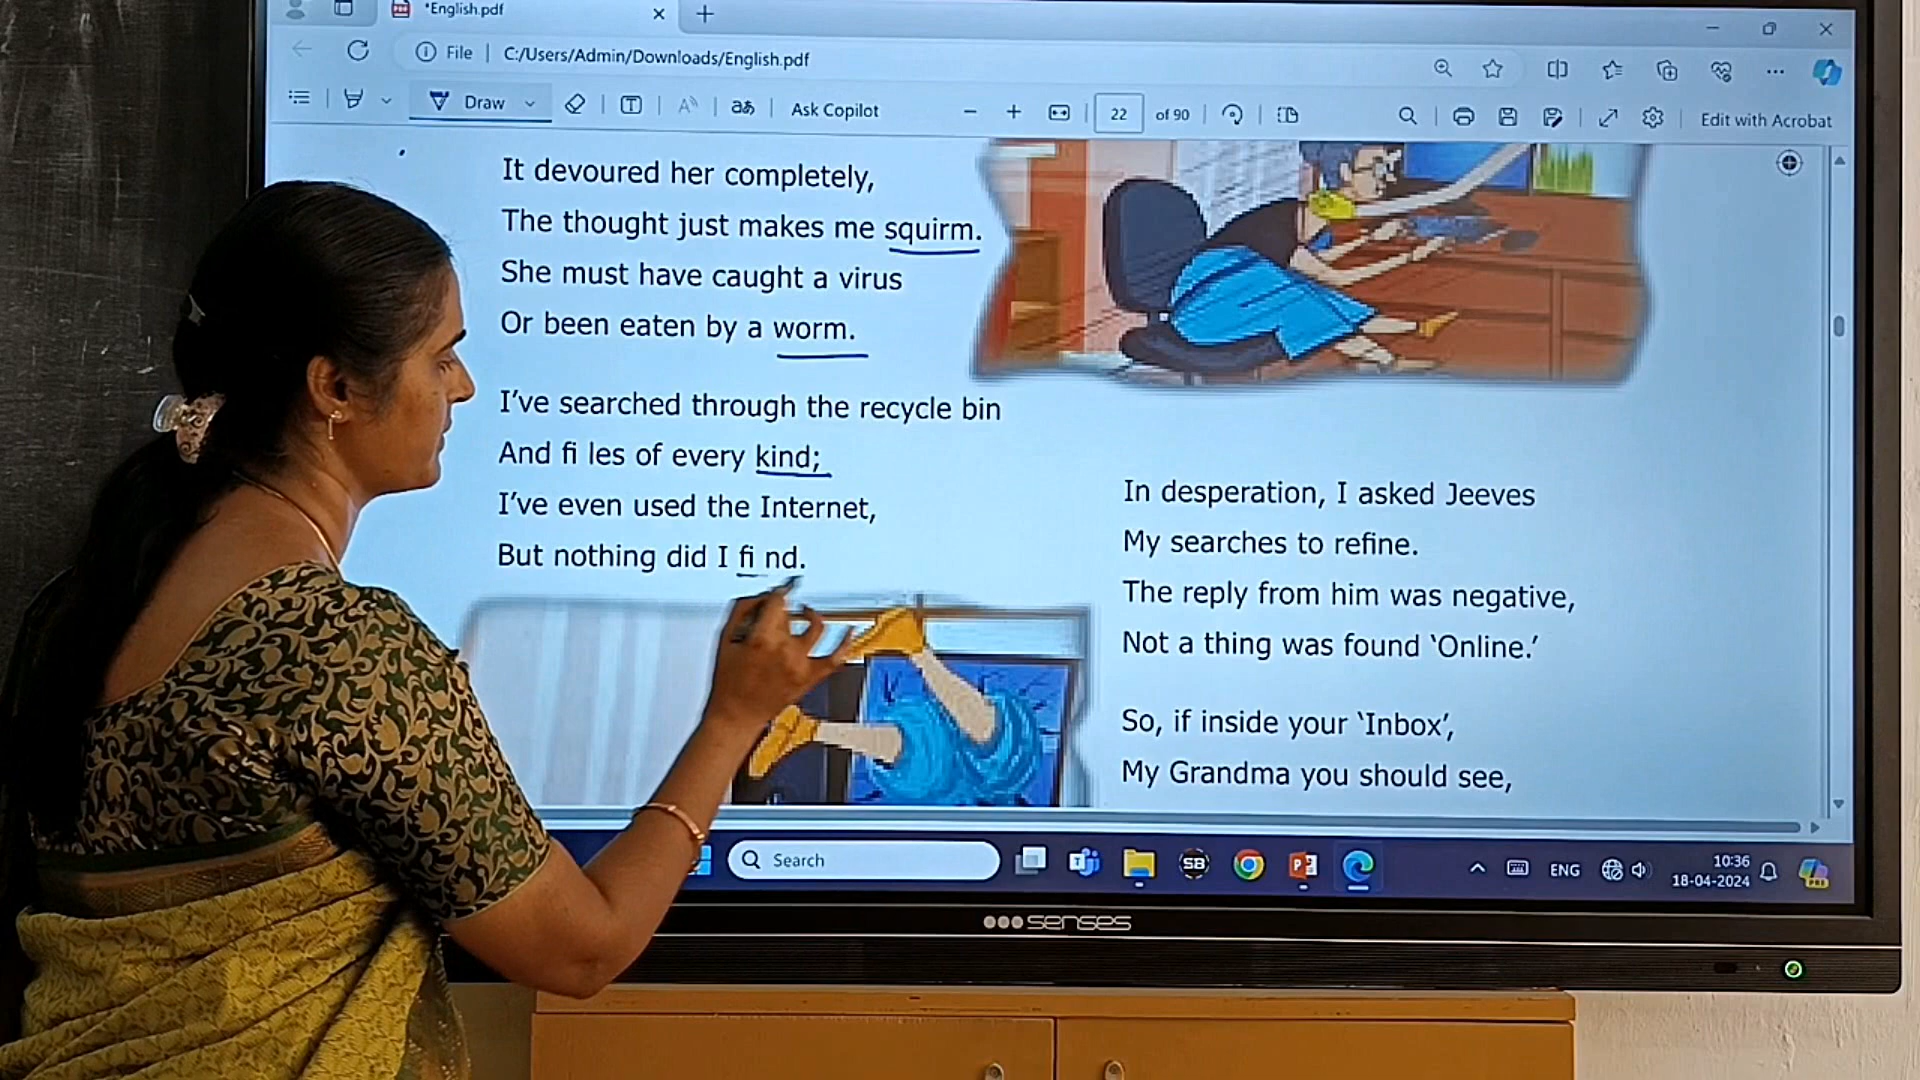 *English.pdf
File | C:/Users/Admin/Downloads/English.pdf
Draw
aあ
Ask Copilot
22 of 90
Edit with Acrobat
It devoured her completely,
The thought just makes me squirm.
She must have caught a virus
Or been eaten by a worm.
I've searched through the recycle bin
And fi les of every kind;
I've even used the Internet,
But nothing did I fi nd.
In desperation, I asked Jeeves
My searches to refine.
The reply from him was negative,
Not a thing was found 'Online.'
So, if inside your 'Inbox',
My Grandma you should see,
Search
SB
ENG
10:36
18-04-2024
senses